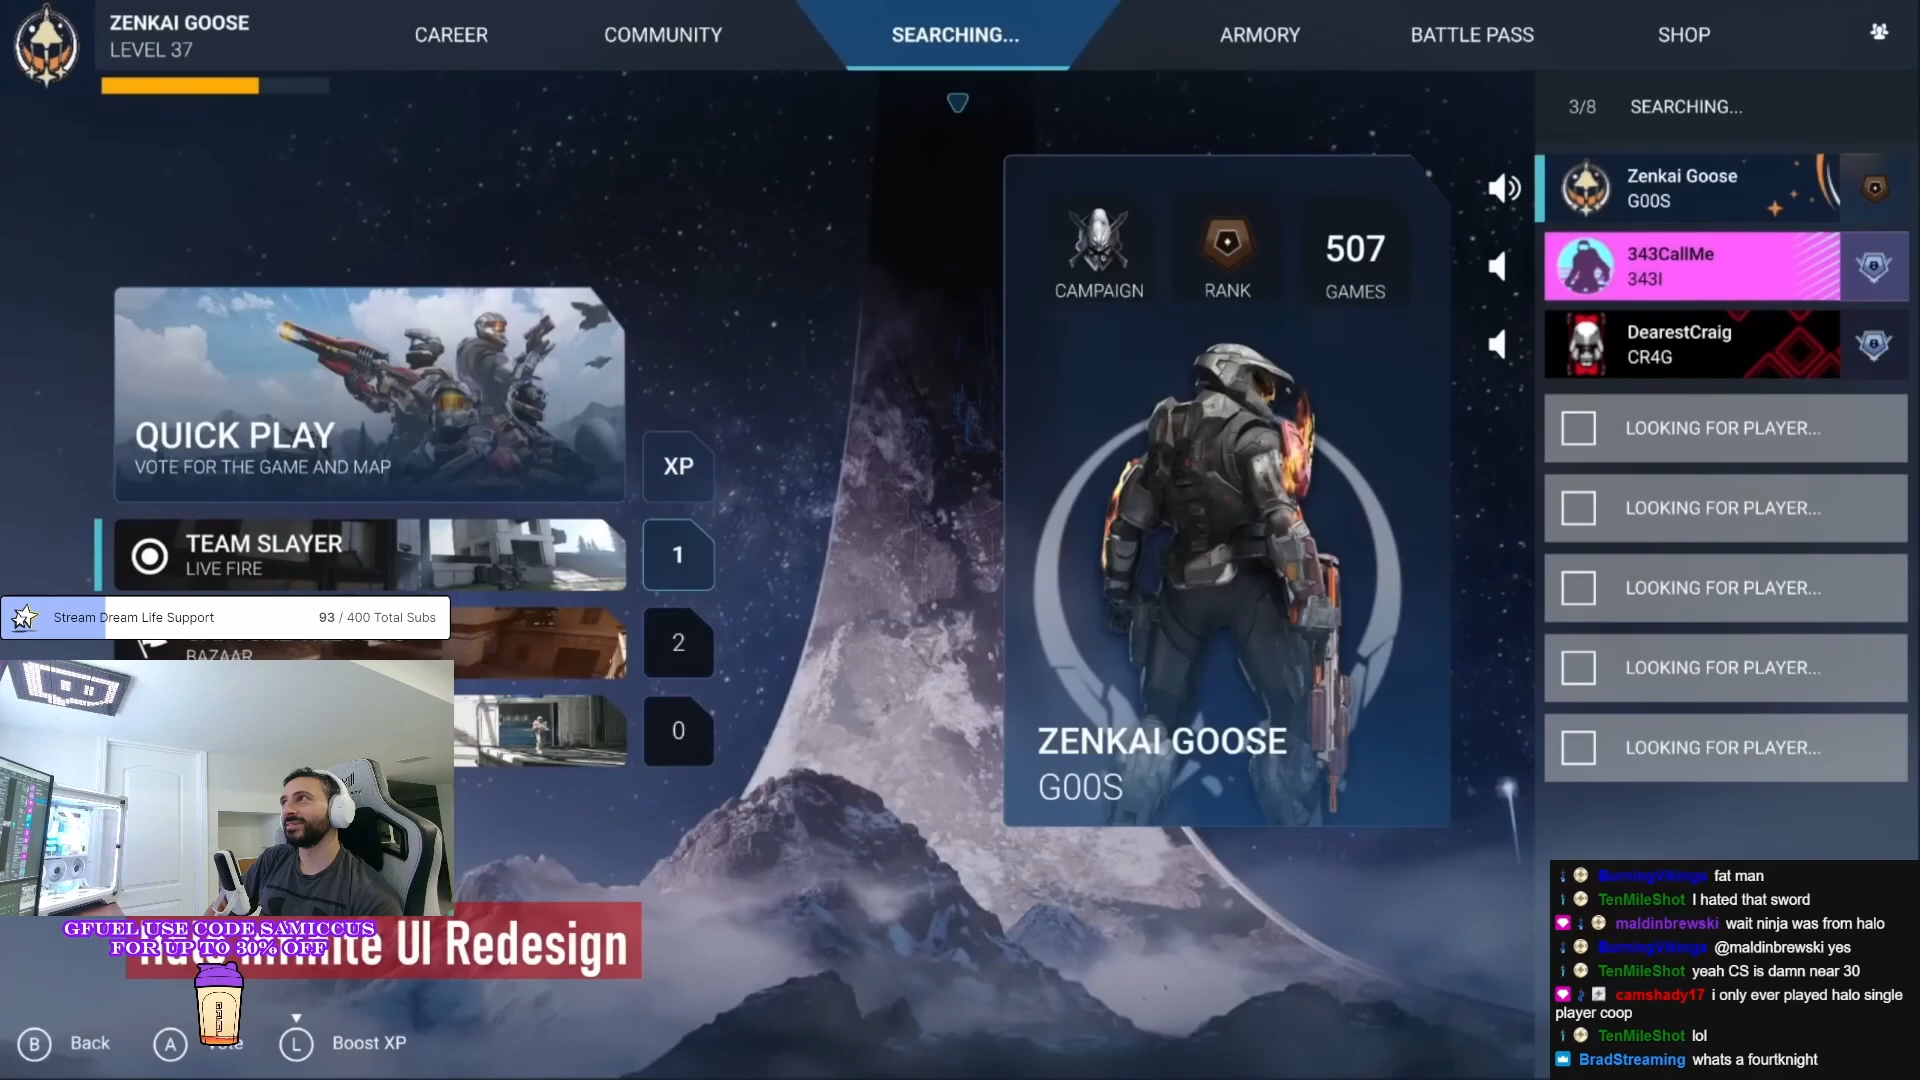 ZENKAI GOOSE
LEVEL 37
CAREER
COMMUNITY
SEARCHING...
ARMORY
BATTLE PASS
SHOP
3/8 SEARCHING...
Zenkai Goose
G00S
343CallMe
343I
DearestCraig
CR4G
LOOKING FOR PLAYER...
LOOKING FOR PLAYER...
LOOKING FOR PLAYER...
LOOKING FOR PLAYER...
LOOKING FOR PLAYER...
CAMPAIGN
RANK
507
GAMES
ZENKAI GOOSE
G00S
QUICK PLAY
VOTE FOR THE GAME AND MAP
XP
TEAM SLAYER
LIVE FIRE
1
Stream Dream Life Support 93 / 400 Total Subs
BAZAAR
2
0
GFUEL USE CODE SAMICCUS
FOR UP TO 30% OFF
UI Redesign
B Back
A
L Boost XP
BurningVikings fat man
TenMileShot I hated that sword
maldinbrewski wait ninja was from halo
BurningVikings @maldinbrewski yes
TenMileShot yeah CS is damn near 30
camshady17 i only ever played halo single
player coop
TenMileShot lol
BradStreaming whats a fourtknight